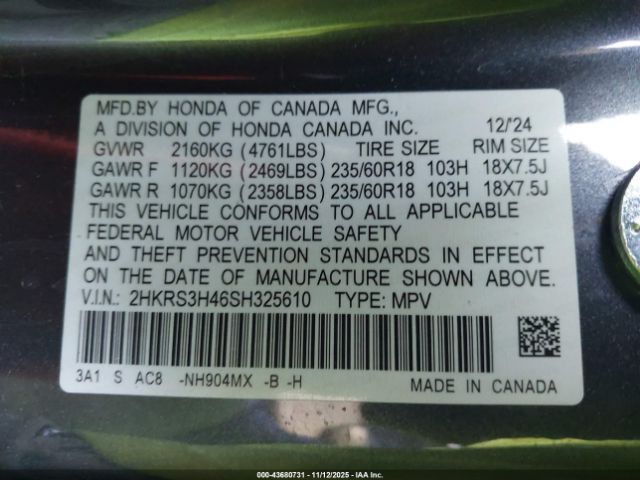 MFD.BY HONDA OF CANADA MFG.,
A DIVISION OF HONDA CANADA INC. 12/'24
GVWR 2160KG (4761LBS) TIRE SIZE RIM SIZE
GAWR F 1120KG (2469LBS) 235/60R18 103H 18X7.5J
GAWR R 1070KG (2358LBS) 235/60R18 103H 18X7.5J
THIS VEHICLE CONFORMS TO ALL APPLICABLE
FEDERAL MOTOR VEHICLE SAFETY
AND THEFT PREVENTION STANDARDS IN EFFECT
ON THE DATE OF MANUFACTURE SHOWN ABOVE.
V.I.N.: 2HKRS3H46SH325610 TYPE: MPV
3A1 S AC8 -NH904MX -B -H MADE IN CANADA
000-43680731 - 11/12/2025 - IAA Inc.